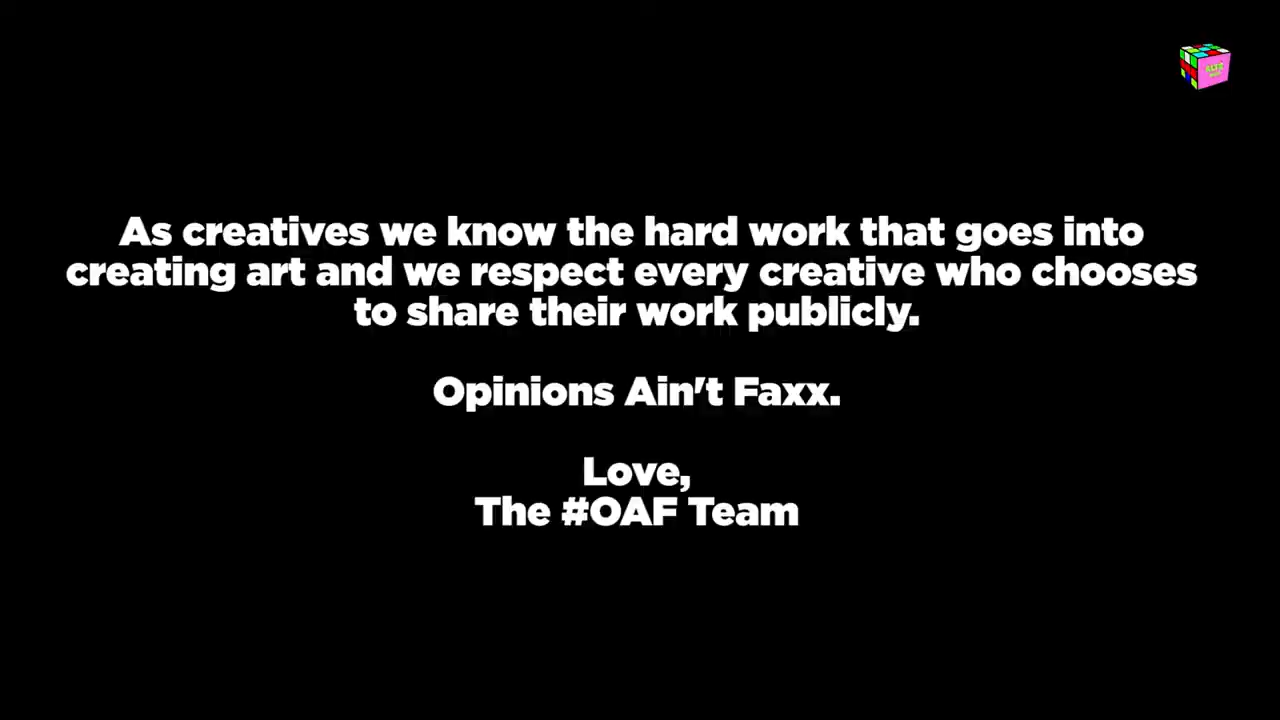 As creatives we know the hard work that goes into
creating art and we respect every creative who chooses
to share their work publicly.
Opinions Ain't Faxx.
Love,
The #OAF Team